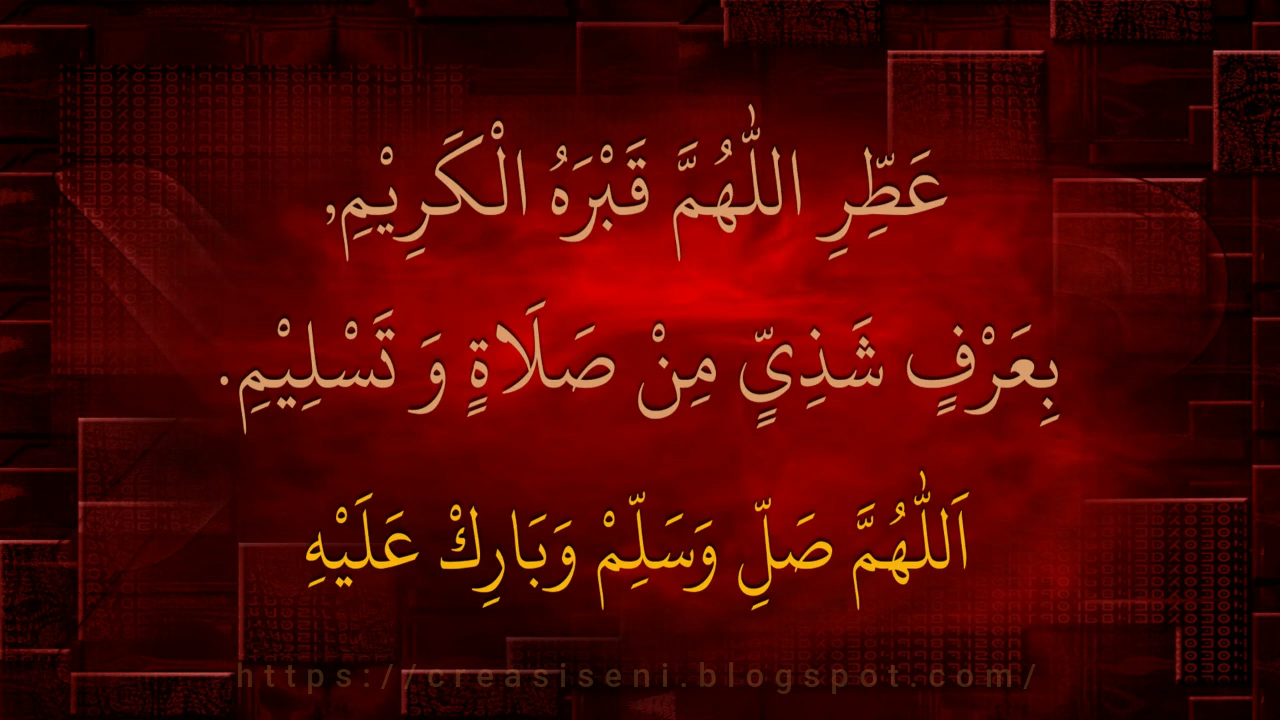 عَطِّرِ اللّٰهُمَّ قَبْرَهُ الْكَرِيْمِ,
بِعَرْفٍ شَذِيٍّ مِنْ صَلَاةٍ وَ تَسْلِيْمِ.
اَللّٰهُمَّ صَلِّ وَسَلِّمْ وَبَارِكْ عَلَيْهِ
https://creasiseni.blogspot.com/